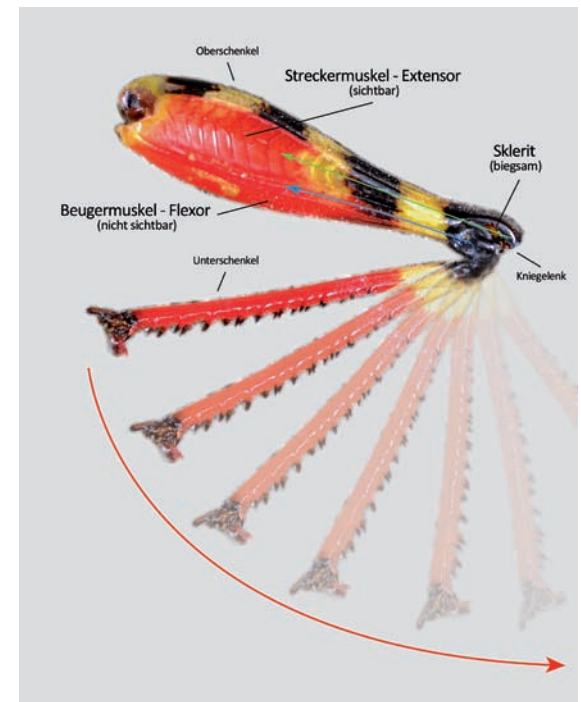 Oberschenkel
Streckermuskel - Extensor
(sichtbar)
Sklerit
(biegsam)
Beugermuskel - Flexor
(nicht sichtbar)
Unterschenkel
Kniegelenk